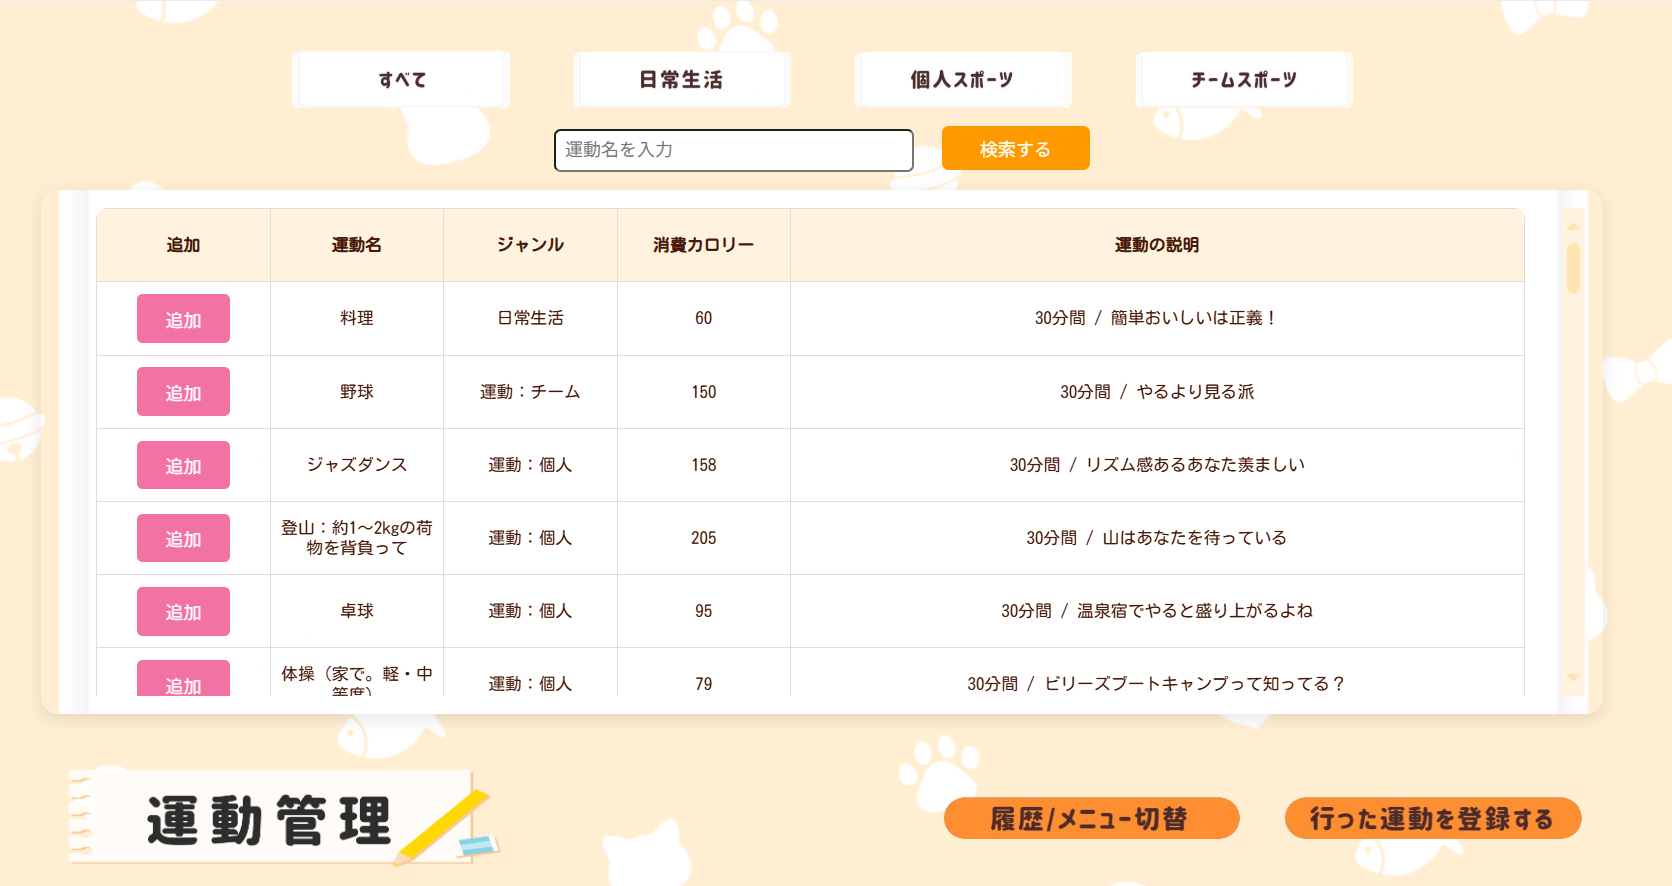 すべて 日常生活 個人スポーツ チームスポーツ
運動名を入力 検索する
追加 運動名 ジャンル 消費カロリー 運動の説明
追加 料理 日常生活 60 30分間 / 簡単おいしいは正義！
追加 野球 運動：チーム 150 30分間 / やるより見る派
追加 ジャズダンス 運動：個人 158 30分間 / リズム感あるあなた羨ましい
追加 登山：約1～2kgの荷
物を背負って 運動：個人 205 30分間 / 山はあなたを待っている
追加 卓球 運動：個人 95 30分間 / 温泉宿でやると盛り上がるよね
追加 体操（家で。軽・中
等度） 運動：個人 79 30分間 / ビリーズブートキャンプって知ってる？
運動管理 履歴/メニュー切替 行った運動を登録する